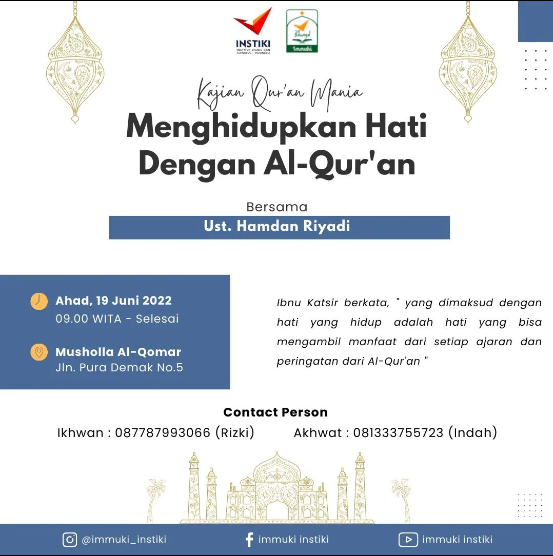 INSTIKI
Immuki
Kajian Qur'an Mania
Menghidupkan Hati
Dengan Al-Qur'an
Bersama
Ust. Hamdan Riyadi
Ahad, 19 Juni 2022
09.00 WITA - Selesai
Musholla Al-Qomar
Jln. Pura Demak No.5
Ibnu Katsir berkata, " yang dimaksud dengan
hati yang hidup adalah hati yang bisa
mengambil manfaat dari setiap ajaran dan
peringatan dari Al-Qur'an "
Contact Person
Ikhwan : 087787993066 (Rizki)
Akhwat : 081333755723 (Indah)
@immuki_instiki
immuki instiki
immuki instiki